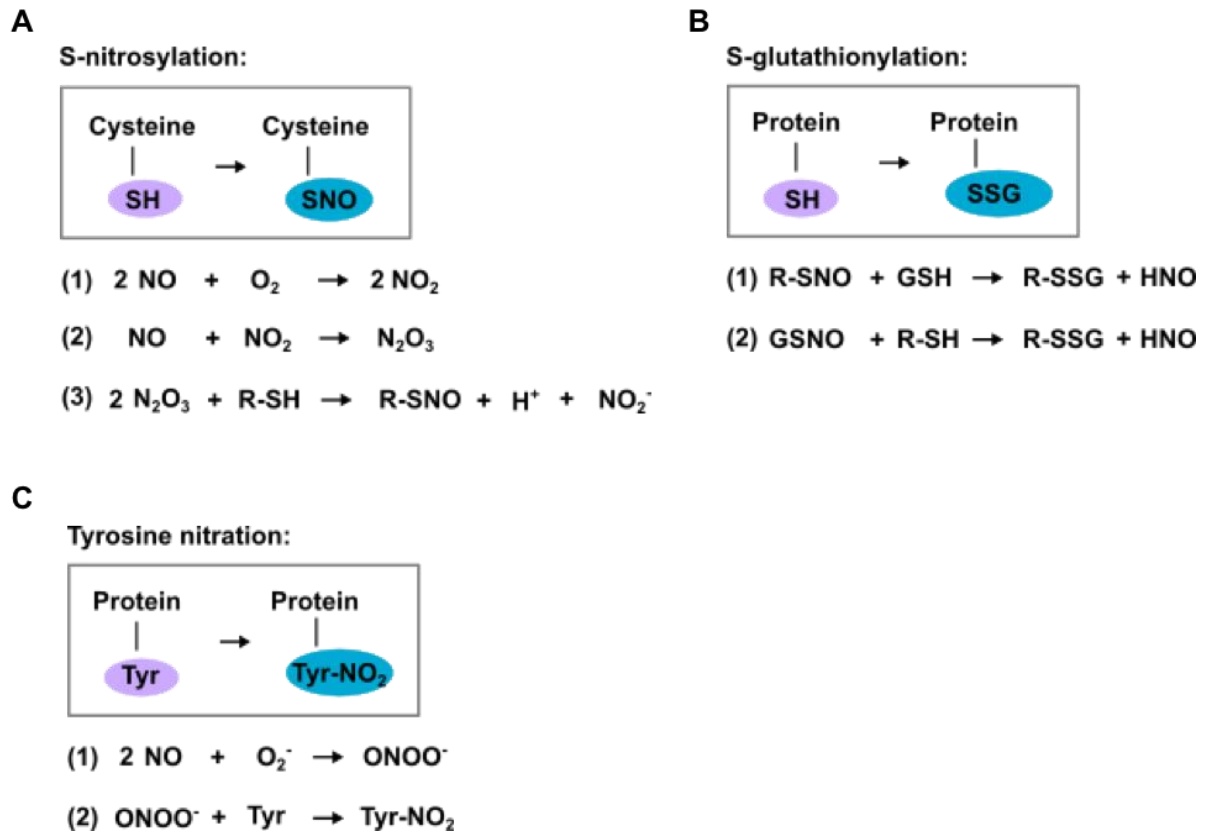 A
S-nitrosylation:
Cysteine → Cysteine
SH SNO
(1) 2 NO + O₂ → 2 NO₂
(2) NO + NO₂ → N₂O₃
(3) 2 N₂O₃ + R-SH → R-SNO + H⁺ + NO₂⁻
B
S-glutathionylation:
Protein → Protein
SH SSG
(1) R-SNO + GSH → R-SSG + HNO
(2) GSNO + R-SH → R-SSG + HNO
C
Tyrosine nitration:
Protein → Protein
Tyr Tyr-NO₂
(1) 2 NO + O₂⁻ → ONOO⁻
(2) ONOO⁻ + Tyr → Tyr-NO₂